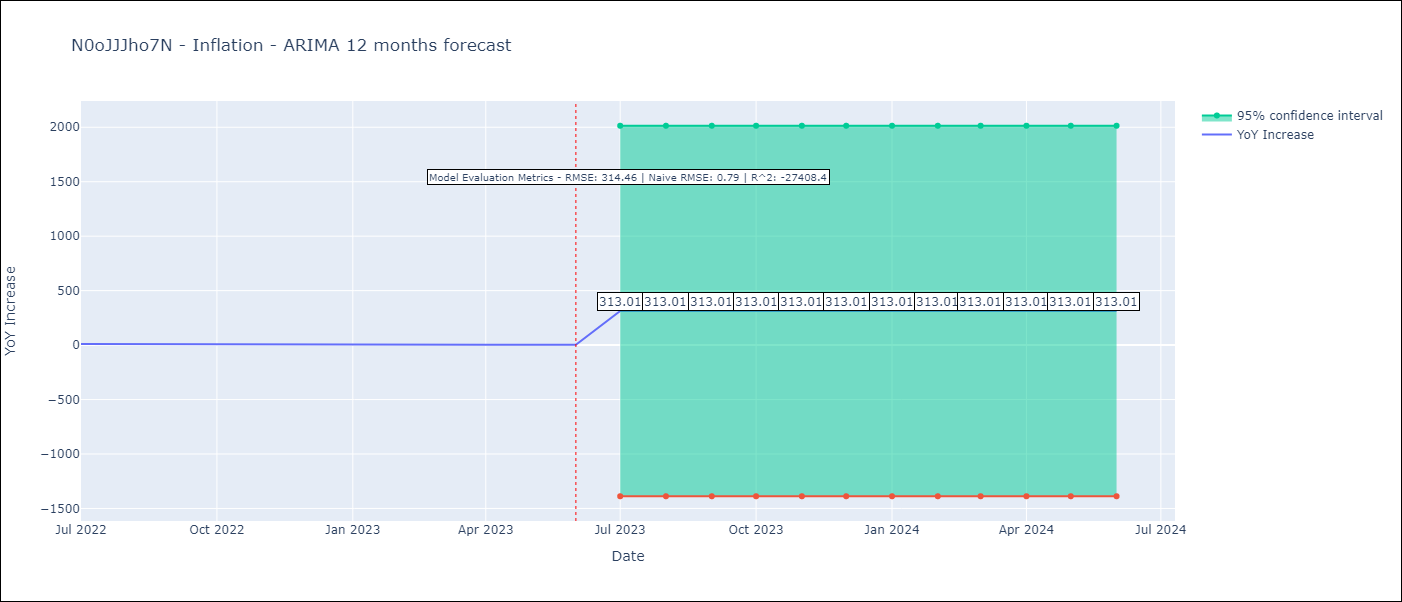 N0oJJJho7N - Inflation - ARIMA 12 months forecast
95% confidence interval
YoY Increase
2000
1500
1000
500
0
−500
−1000
−1500
YoY Increase
Model Evaluation Metrics - RMSE: 314.46 | Naive RMSE: 0.79 | R^2: -27408.4
313.01 313.01 313.01 313.01 313.01 313.01 313.01 313.01 313.01 313.01 313.01 313.01
Jul 2022 Oct 2022 Jan 2023 Apr 2023 Jul 2023 Oct 2023 Jan 2024 Apr 2024 Jul 2024
Date